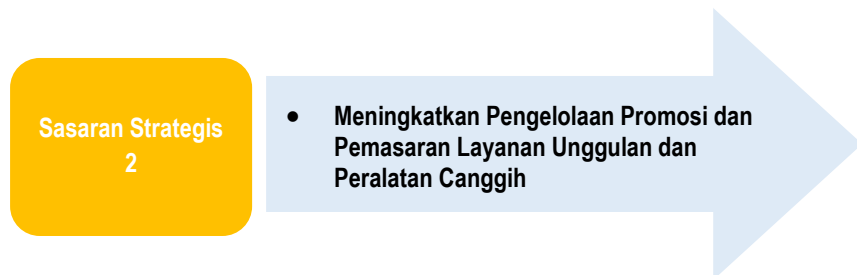 Sasaran Strategis
2
• Meningkatkan Pengelolaan Promosi dan
Pemasaran Layanan Unggulan dan
Peralatan Canggih